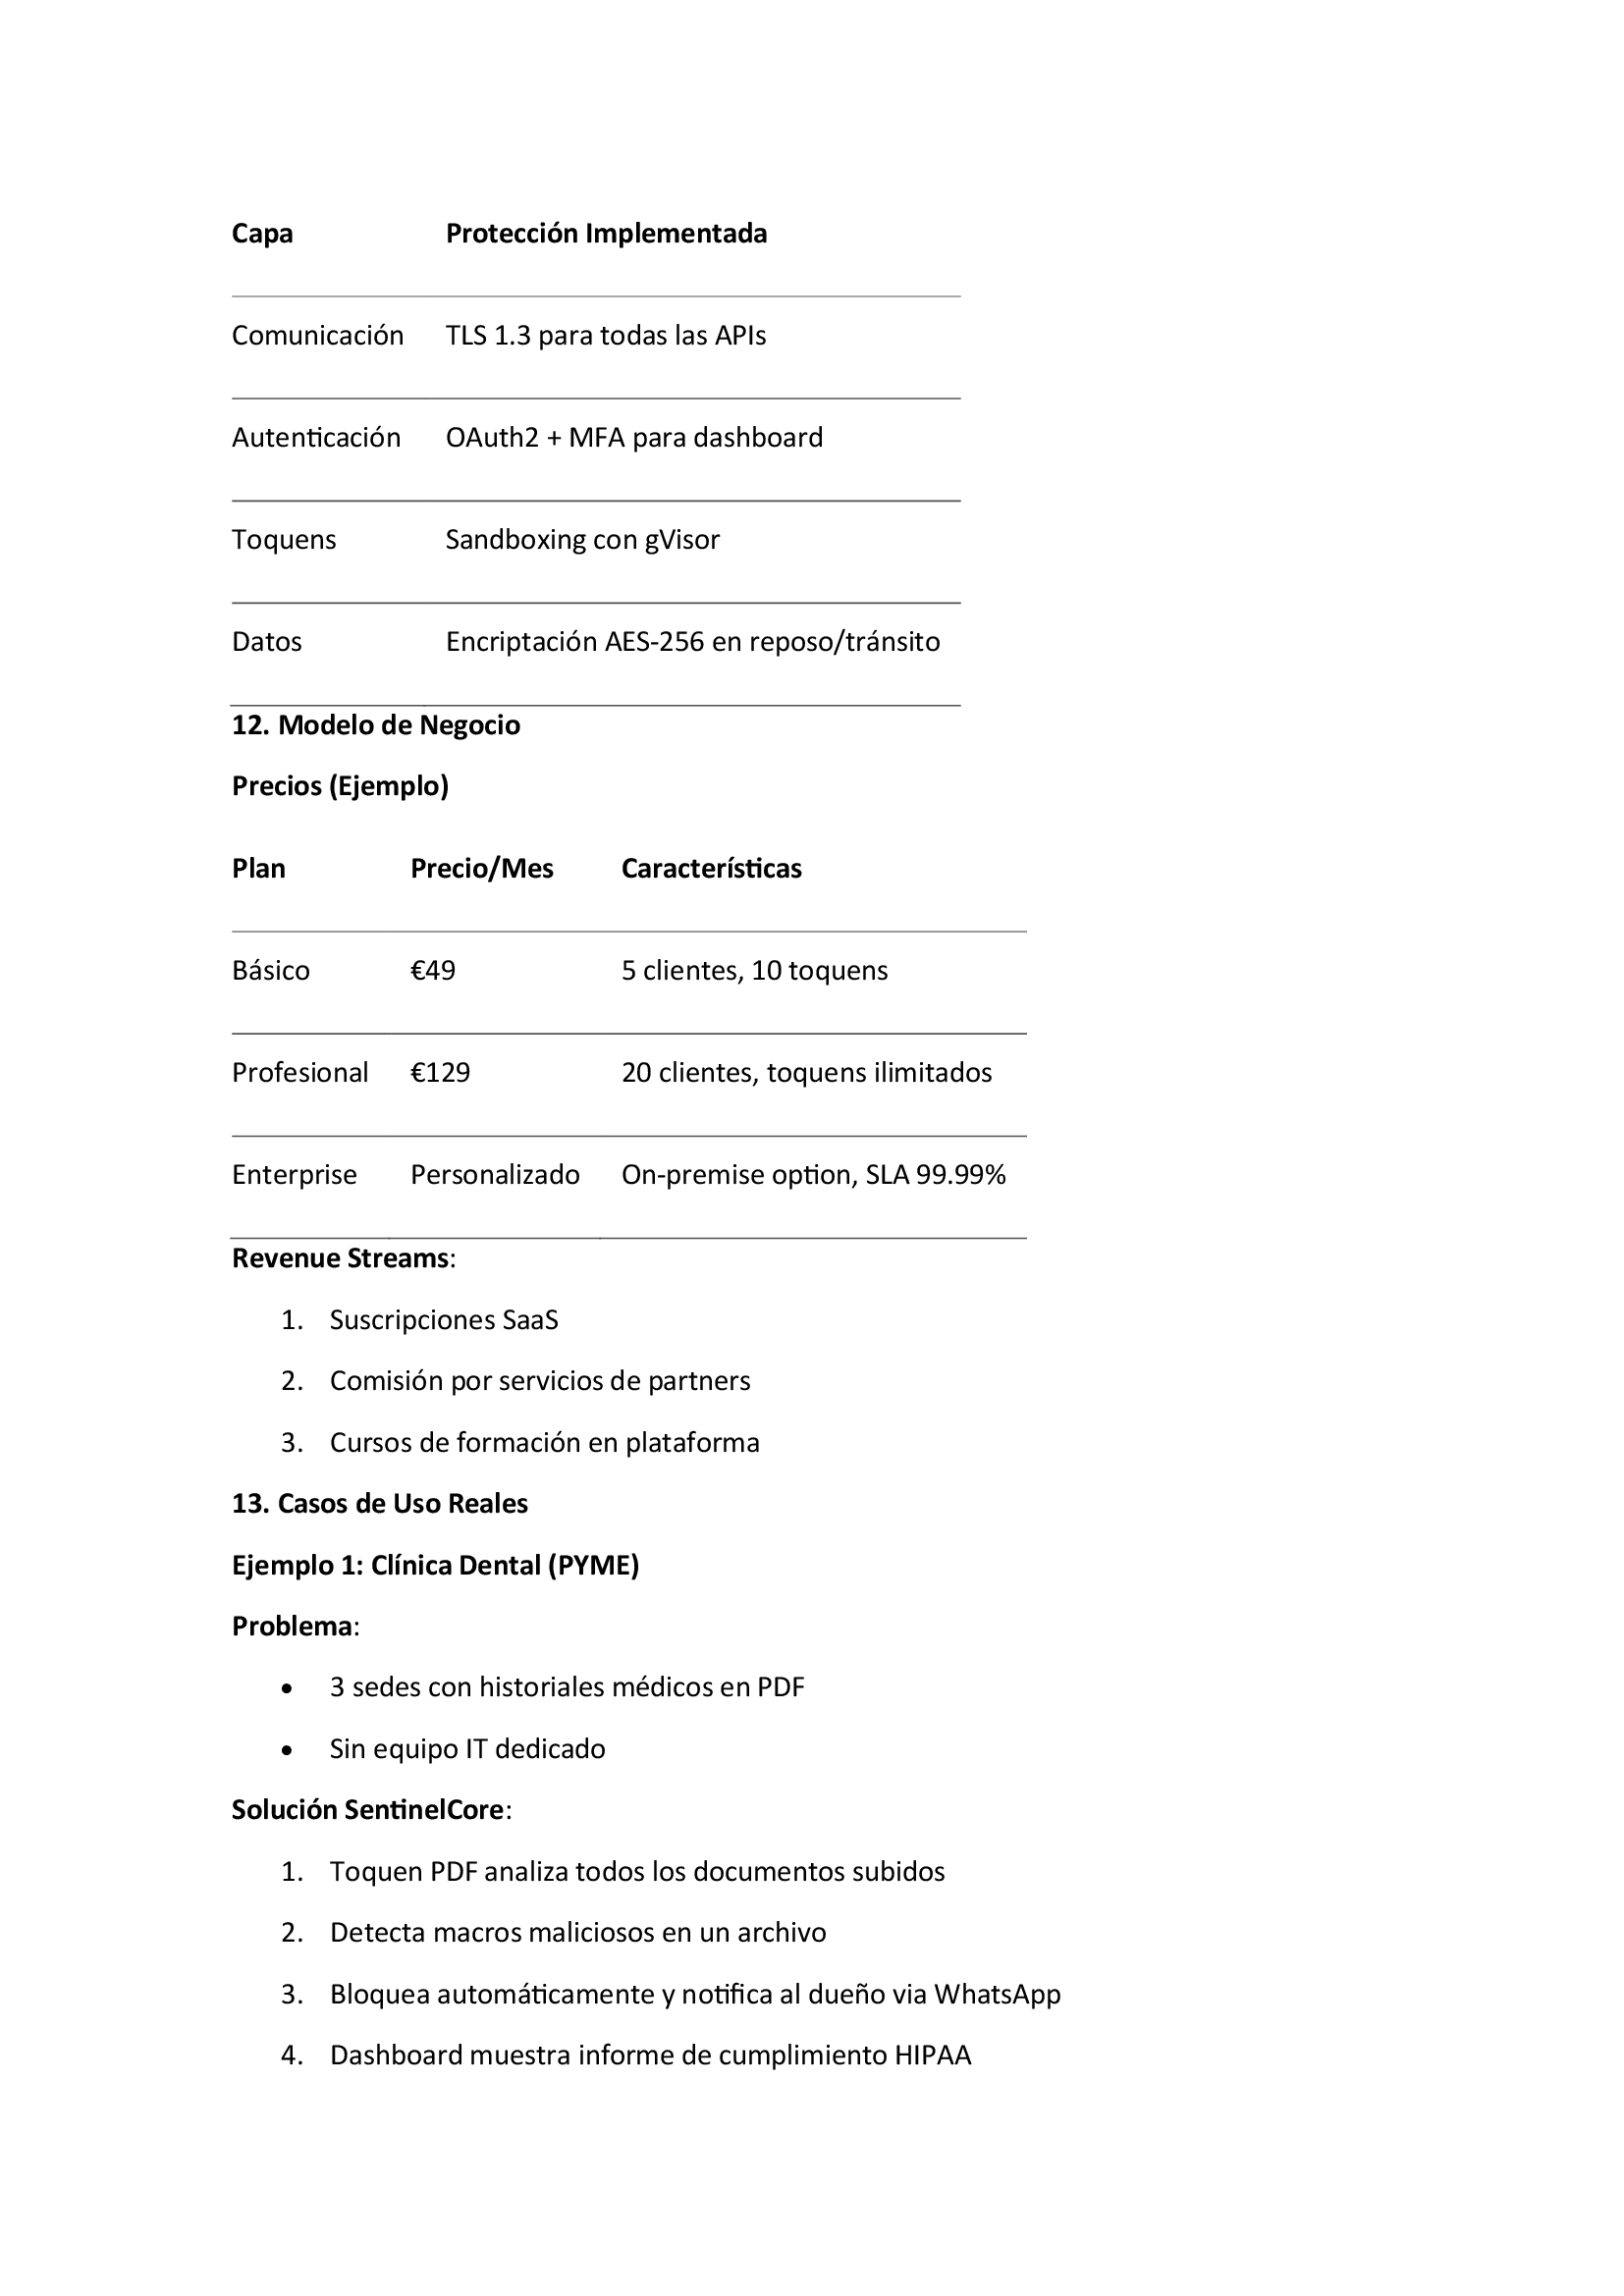 Capa Protección Implementada
Comunicación TLS 1.3 para todas las APIs
Autenticación OAuth2 + MFA para dashboard
Toquens Sandboxing con gVisor
Datos Encriptación AES-256 en reposo/tránsito
12. Modelo de Negocio
Precios (Ejemplo)
Plan Precio/Mes Características
Básico €49 5 clientes, 10 toquens
Profesional €129 20 clientes, toquens ilimitados
Enterprise Personalizado On-premise option, SLA 99.99%
Revenue Streams:
1. Suscripciones SaaS
2. Comisión por servicios de partners
3. Cursos de formación en plataforma
13. Casos de Uso Reales
Ejemplo 1: Clínica Dental (PYME)
Problema:
• 3 sedes con historiales médicos en PDF
• Sin equipo IT dedicado
Solución SentinelCore:
1. Toquen PDF analiza todos los documentos subidos
2. Detecta macros maliciosos en un archivo
3. Bloquea automáticamente y notifica al dueño via WhatsApp
4. Dashboard muestra informe de cumplimiento HIPAA